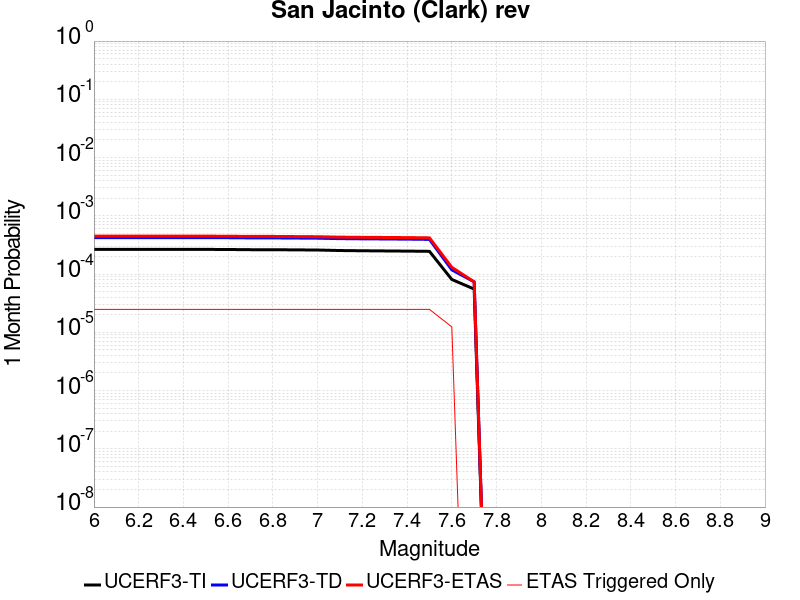 San Jacinto (Clark) rev
10^0
10^-1
10^-2
10^-3
10^-4
10^-5
10^-6
10^-7
10^-8
1 Month Probability
6 6.2 6.4 6.6 6.8 7 7.2 7.4 7.6 7.8 8 8.2 8.4 8.6 8.8 9
Magnitude
UCERF3-TI UCERF3-TD UCERF3-ETAS ETAS Triggered Only